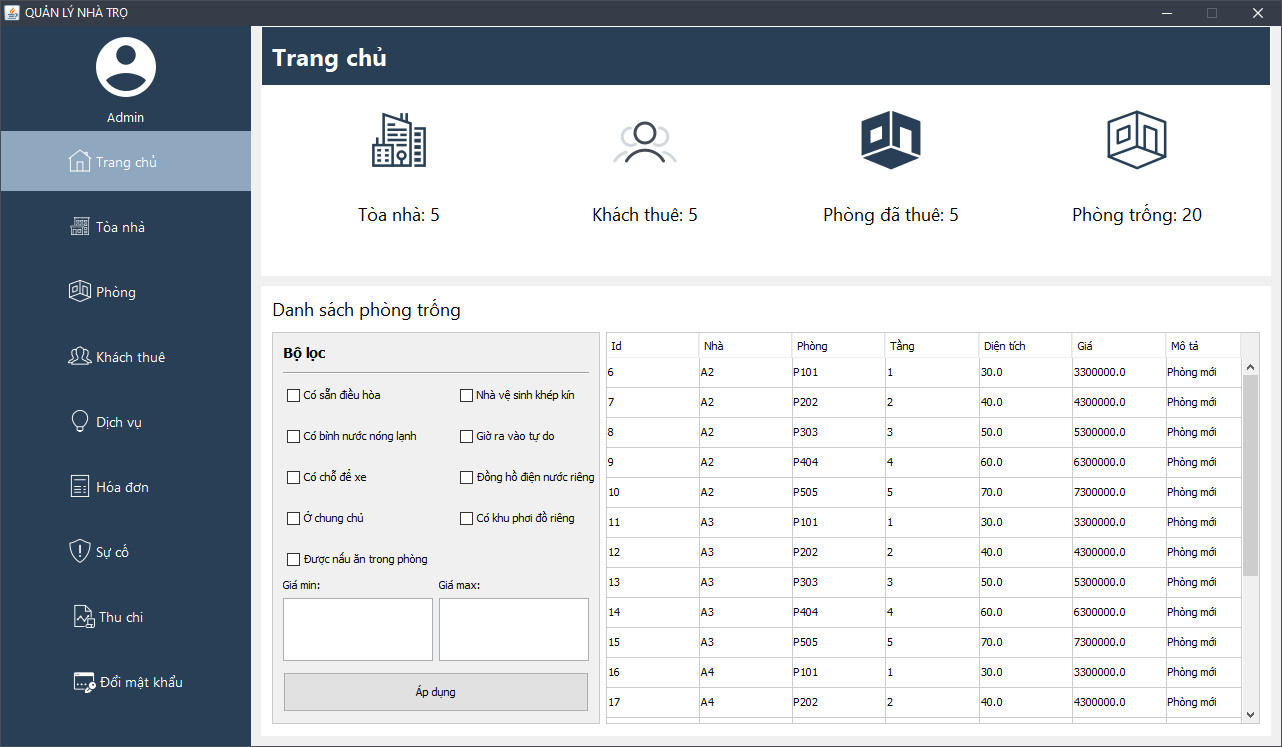 QUẢN LÝ NHÀ TRỌ
Admin
Trang chủ
Tòa nhà
Phòng
Khách thuê
Dịch vụ
Hóa đơn
Sự cố
Thu chi
Đổi mật khẩu
Trang chủ
Tòa nhà: 5 Khách thuê: 5 Phòng đã thuê: 5 Phòng trống: 20
Danh sách phòng trống
Bộ lọc
Có sẵn điều hòa Nhà vệ sinh khép kín
Có bình nước nóng lạnh Giờ ra vào tự do
Có chỗ để xe Đồng hồ điện nước riêng
Ở chung chủ Có khu phơi đồ riêng
Được nấu ăn trong phòng
Giá min: Giá max:
Áp dụng
Id Nhà Phòng Tầng Diện tích Giá Mô tả
6 A2 P101 1 30.0 3300000.0 Phòng mới
7 A2 P202 2 40.0 4300000.0 Phòng mới
8 A2 P303 3 50.0 5300000.0 Phòng mới
9 A2 P404 4 60.0 6300000.0 Phòng mới
10 A2 P505 5 70.0 7300000.0 Phòng mới
11 A3 P101 1 30.0 3300000.0 Phòng mới
12 A3 P202 2 40.0 4300000.0 Phòng mới
13 A3 P303 3 50.0 5300000.0 Phòng mới
14 A3 P404 4 60.0 6300000.0 Phòng mới
15 A3 P505 5 70.0 7300000.0 Phòng mới
16 A4 P101 1 30.0 3300000.0 Phòng mới
17 A4 P202 2 40.0 4300000.0 Phòng mới